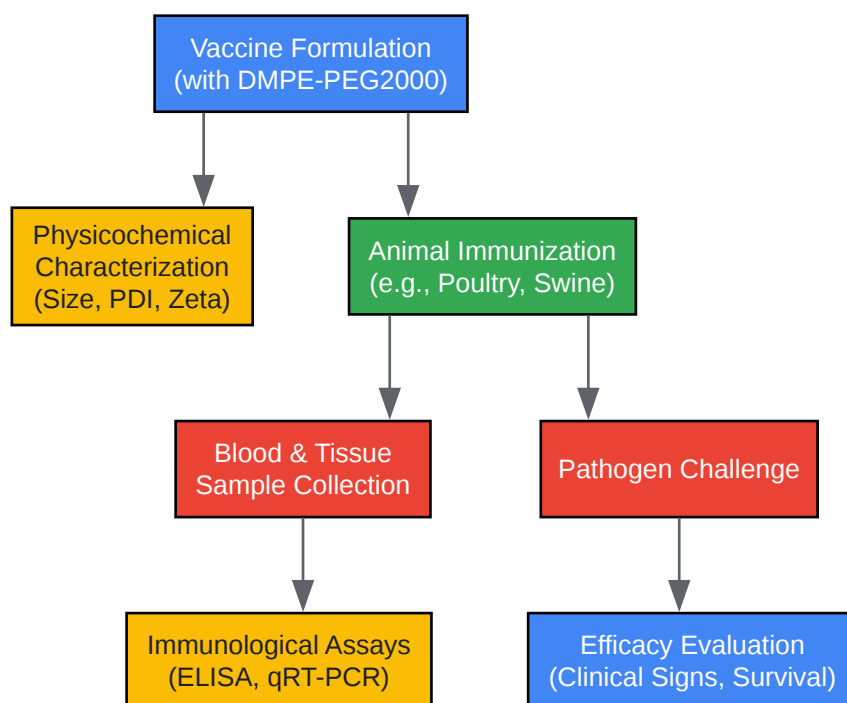 Vaccine Formulation
(with DMPE-PEG2000)
Physicochemical
Characterization
(Size, PDI, Zeta)
Animal Immunization
(e.g., Poultry, Swine)
Blood & Tissue
Sample Collection
Pathogen Challenge
Immunological Assays
(ELISA, qRT-PCR)
Efficacy Evaluation
(Clinical Signs, Survival)